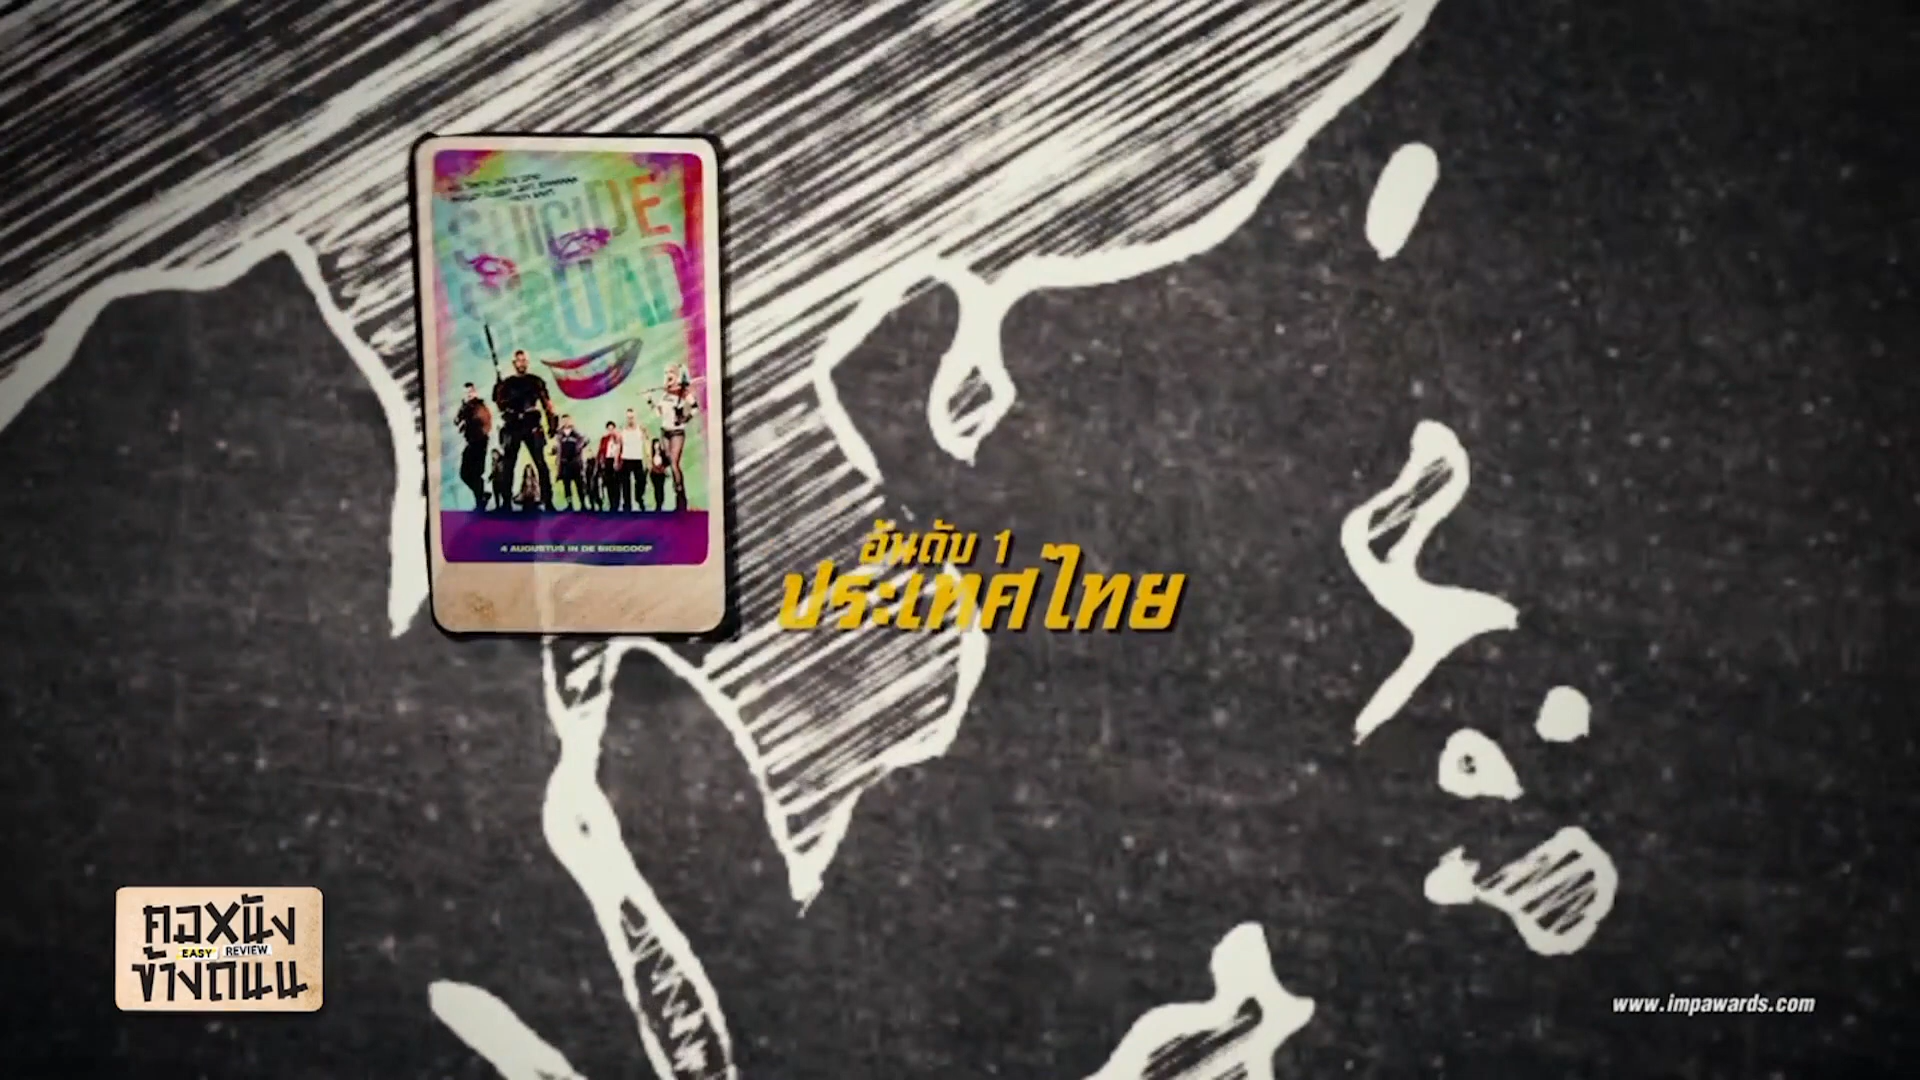 SUICIDE
SQUAD
4 AUGUSTUS IN DE BIOSCOOP
อันดับ 1
ประเทศไทย
คอหนัง
EASY REVIEW
ข้างถนน
www.impawards.com